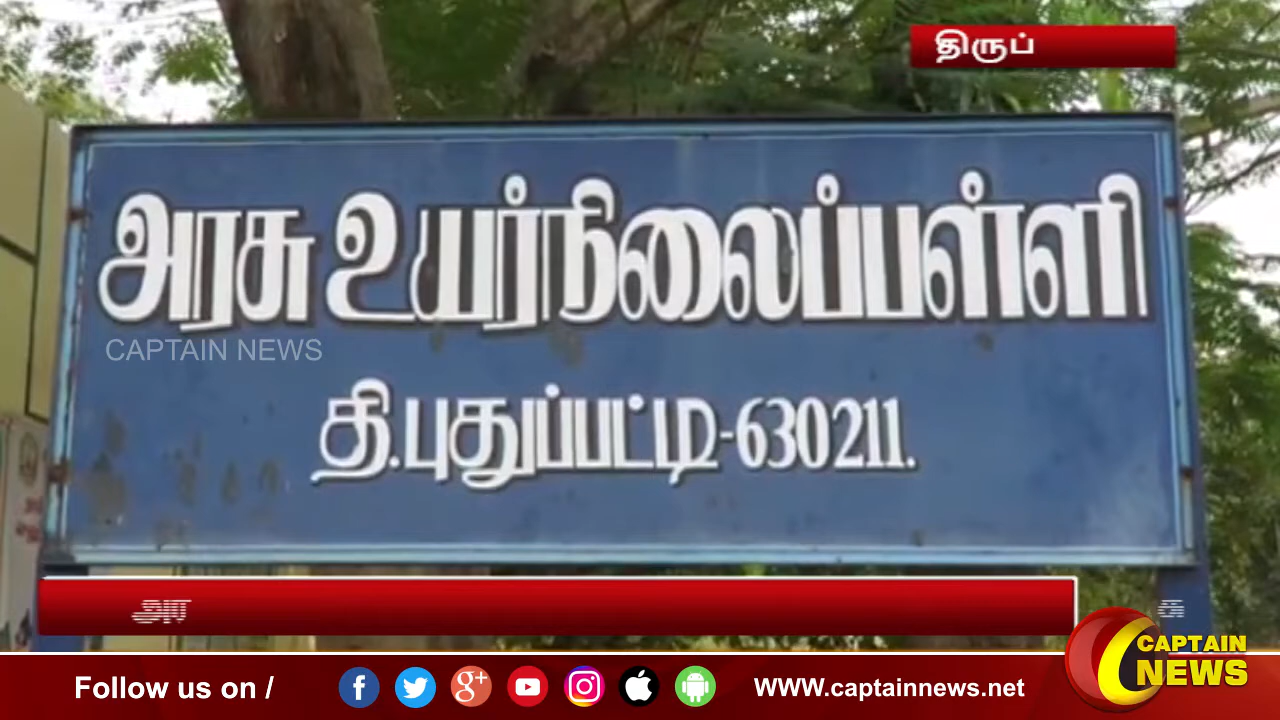 திருப்
அரசு உயர்நிலைப்பள்ளி
CAPTAIN NEWS
தி.புதுப்பட்டி-630211.
CAPTAIN
NEWS
Follow us on /
WWW.captainnews.net